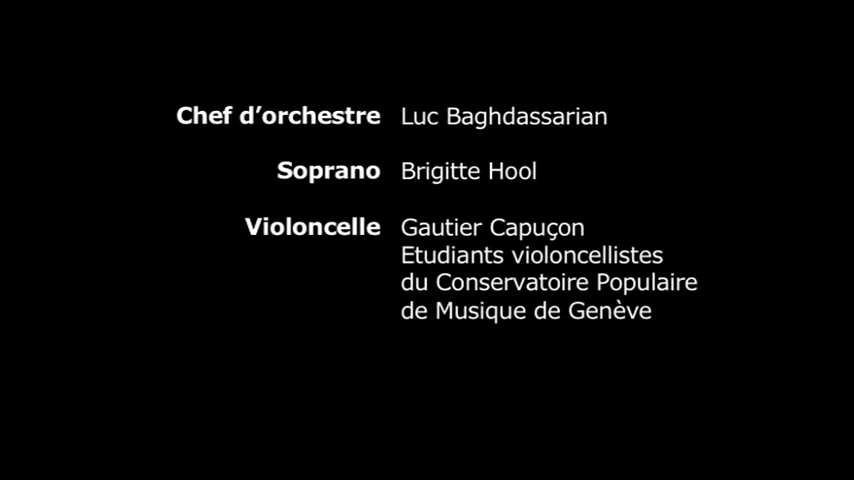 Chef d’orchestre Luc Baghdassarian
Soprano Brigitte Hool
Violoncelle Gautier Capuçon
Etudiants violoncellistes
du Conservatoire Populaire
de Musique de Genève